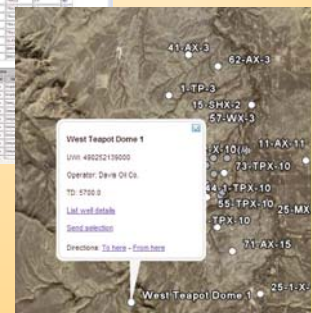 41-AX-3
62-AX-3
1-TP-3
15-SHX-2
57-WX-3
West Teapot Dome 1
UWI: 490252139000
Operator: Davis Oil Co.
TD: 5700.0
List well details
Send selection
Directions: To here - From here
11-AX-11
73-TPX-10
44-1-TPX-10
55-TPX-10
25-MX
TPX-10
71-AX-15
West Teapot Dome 1
25-1-X-